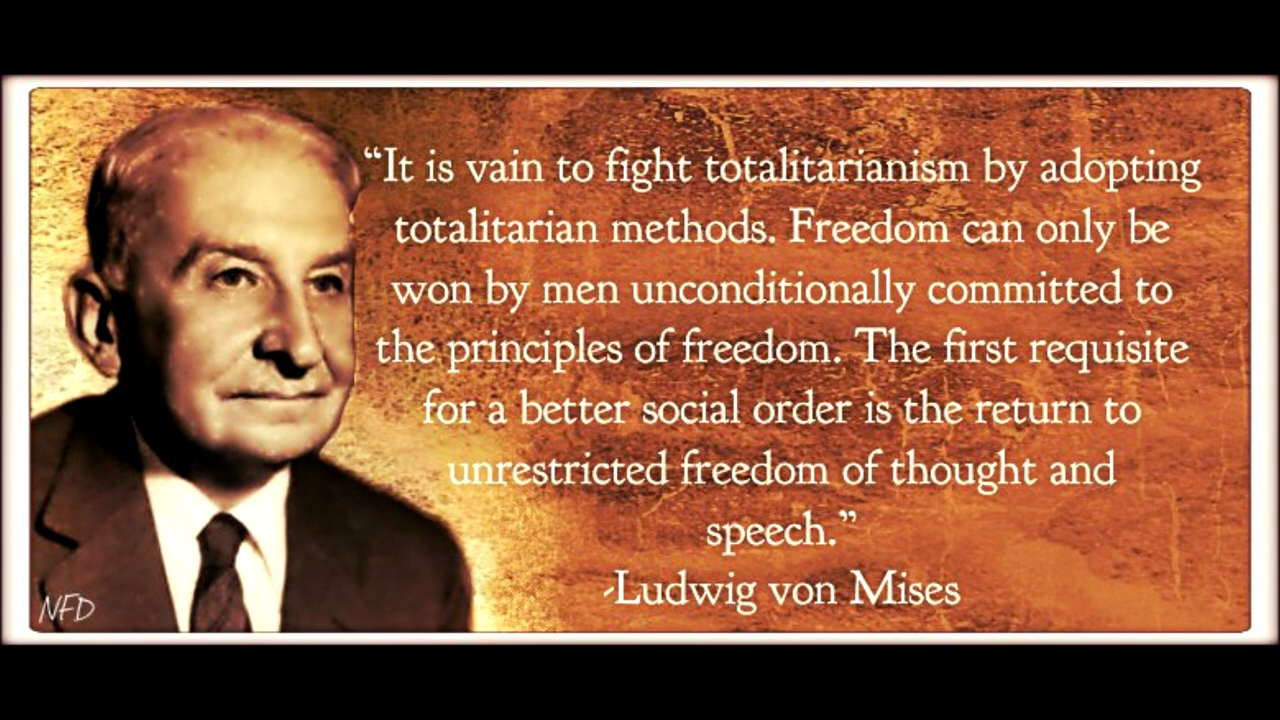 “It is vain to fight totalitarianism by adopting
totalitarian methods. Freedom can only be
won by men unconditionally committed to
the principles of freedom. The first requisite
for a better social order is the return to
unrestricted freedom of thought and
speech.”
-Ludwig von Mises
NFD